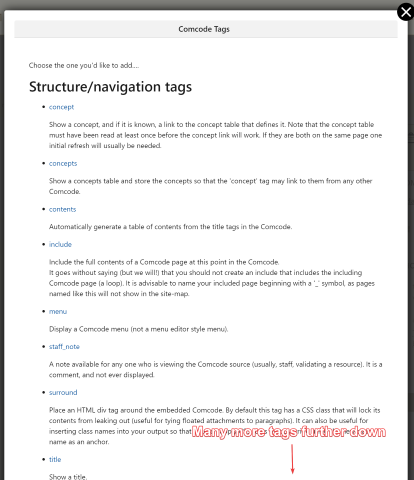 Comcode Tags
Choose the one you'd like to add....
Structure/navigation tags
concept
Show a concept, and if it is known, a link to the concept table that defines it. Note that the concept table
must have been read at least once before the concept link will work. If they are both on the same page one
initial refresh will usually be needed.
concepts
Show a concepts table and store the concepts so that the 'concept' tag may link to them from any other
Comcode.
contents
Automatically generate a table of contents from the title tags in the Comcode.
include
Include the full contents of a Comcode page at this point in the Comcode.
It goes without saying (but we will!) that you should not create an include that includes the including
Comcode page (a loop). It is advisable to name your included page beginning with a '_' symbol, as pages
named like this will not show in the site-map.
menu
Display a Comcode menu (not a menu editor style menu).
staff_note
A note available for any one who is viewing the Comcode source (usually, staff, validating a resource). It is a
comment, and not ever displayed.
surround
Place an HTML div tag around the embedded Comcode. By default this tag has a CSS class that will lock its
contents from leaking out (useful for tying floated attachments to paragraphs). It can also be useful for
inserting class names into your output so that
Many more tags further down
name as an anchor.
title
Show a title.